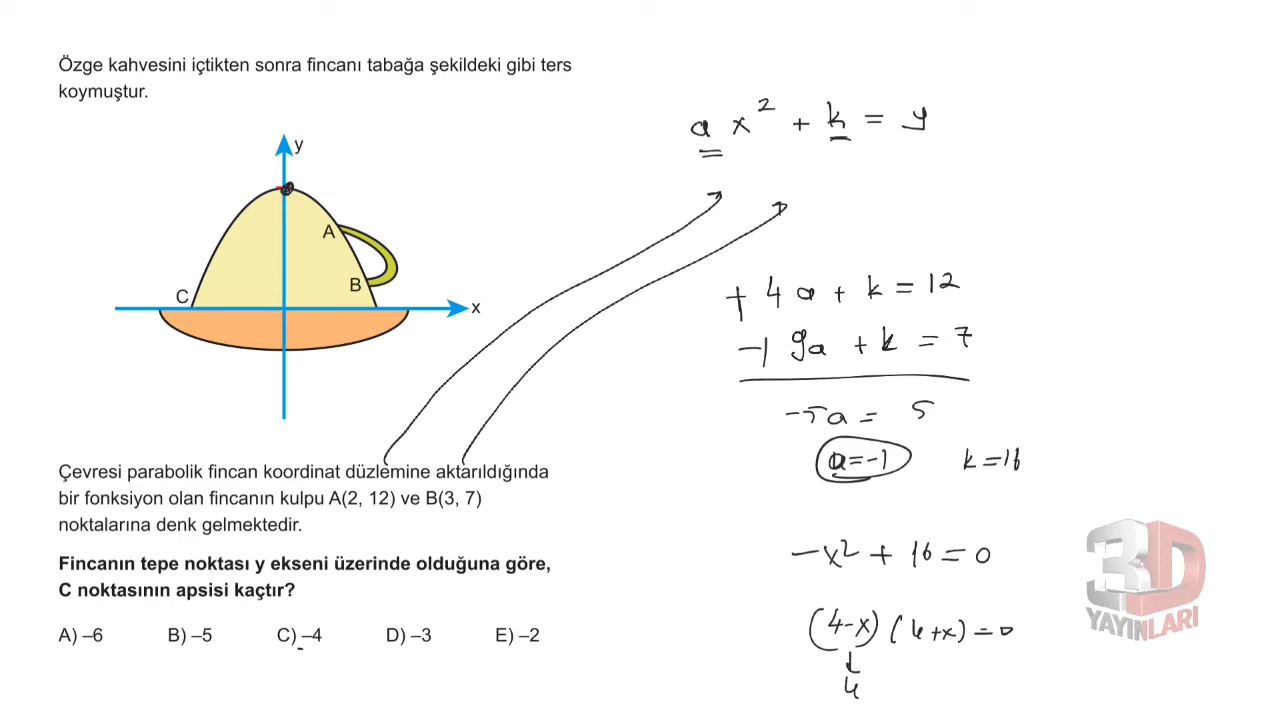 Özge kahvesini içtikten sonra fincanı tabağa şekildeki gibi ters
koymuştur.
y
A
B
C
x
Çevresi parabolik fincan koordinat düzlemine aktarıldığında
bir fonksiyon olan fincanın kulpu A(2, 12) ve B(3, 7)
noktalarına denk gelmektedir.
Fincanın tepe noktası y ekseni üzerinde olduğuna göre,
C noktasının apsisi kaçtır?
A) –6 B) –5 C) –4 D) –3 E) –2
ax² + k = y
+ 4a + k = 12
–1 9a + k = 7
–5a = 5
a=–1 k=16
–x² + 16 = 0
(4–x)(4+x)=0
4
3D
YAYINLARI